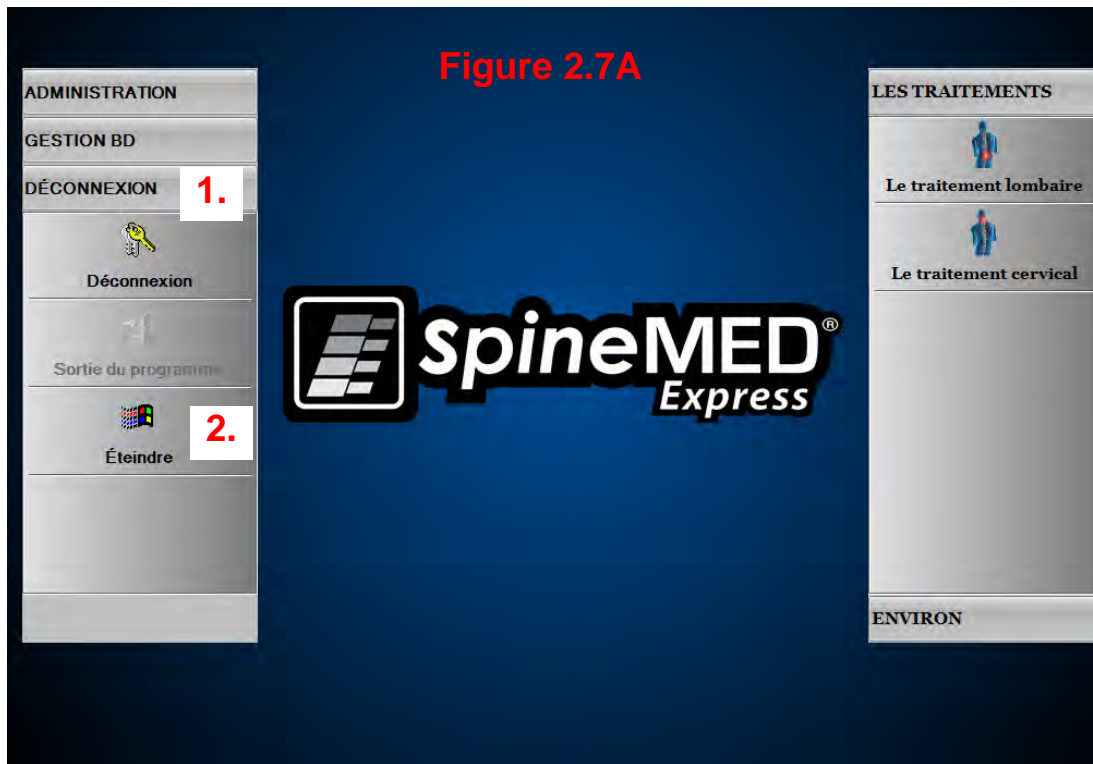 Figure 2.7A
ADMINISTRATION
GESTION BD
DÉCONNEXION 1.
Déconnexion
Sortie du programme
2.
Éteindre
SpineMED®
Express
LES TRAITEMENTS
Le traitement lombaire
Le traitement cervical
ENVIRON